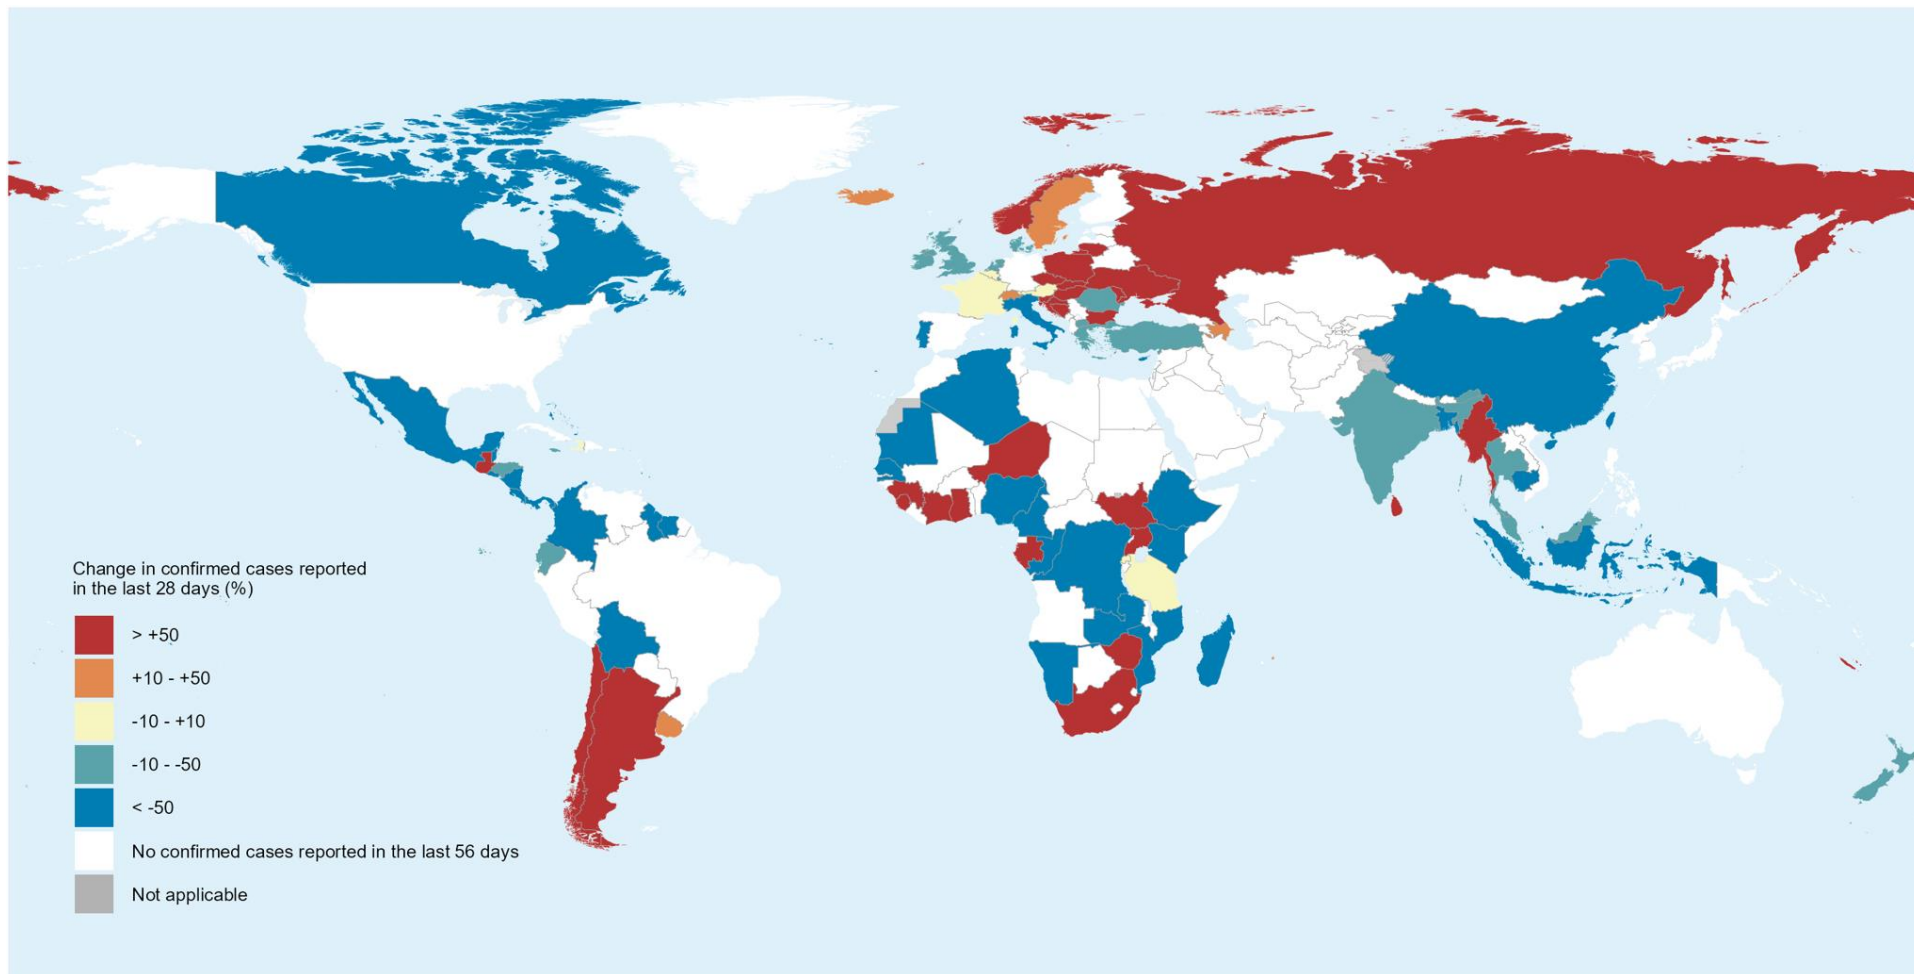 Change in confirmed cases reported
in the last 28 days (%)
> +50
+10 - +50
-10 - +10
-10 - -50
< -50
No confirmed cases reported in the last 56 days
Not applicable